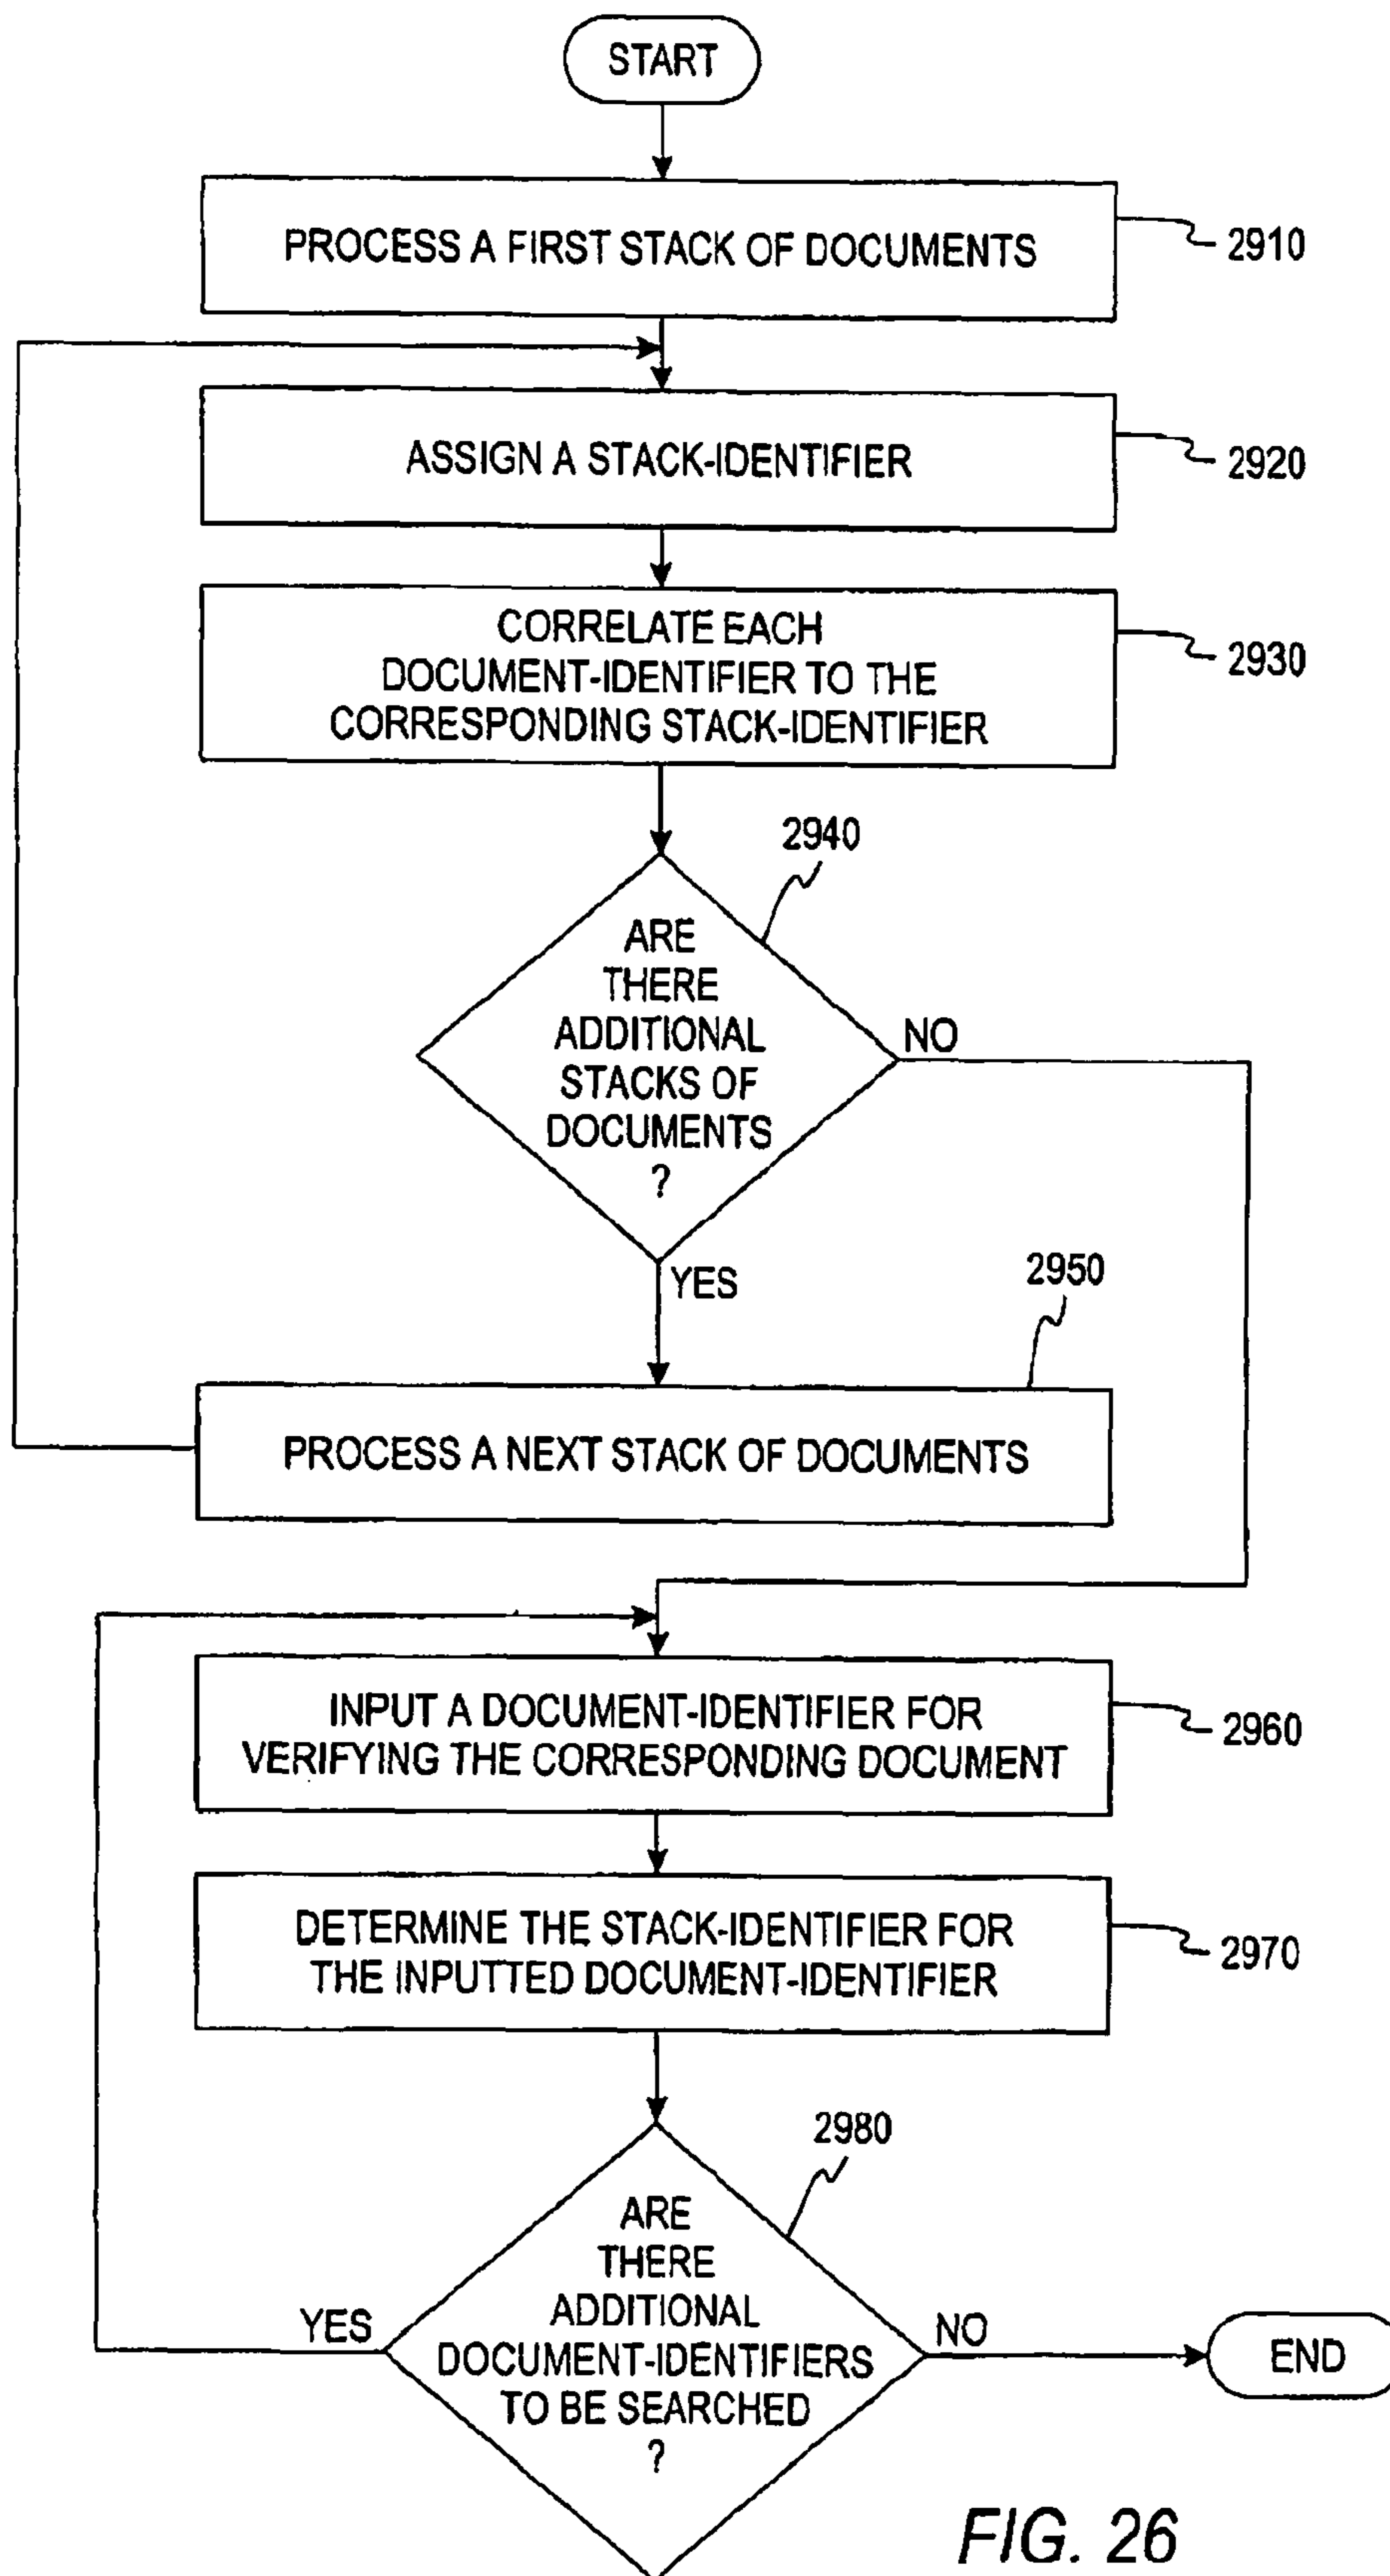 START
PROCESS A FIRST STACK OF DOCUMENTS
2910
ASSIGN A STACK-IDENTIFIER
2920
CORRELATE EACH
DOCUMENT-IDENTIFIER TO THE
CORRESPONDING STACK-IDENTIFIER
2930
2940
ARE
THERE
ADDITIONAL
STACKS OF
DOCUMENTS
?
NO
YES
2950
PROCESS A NEXT STACK OF DOCUMENTS
INPUT A DOCUMENT-IDENTIFIER FOR
VERIFYING THE CORRESPONDING DOCUMENT
2960
DETERMINE THE STACK-IDENTIFIER FOR
THE INPUTTED DOCUMENT-IDENTIFIER
2970
2980
ARE
THERE
ADDITIONAL
DOCUMENT-IDENTIFIERS
TO BE SEARCHED
?
YES
NO
END
FIG. 26